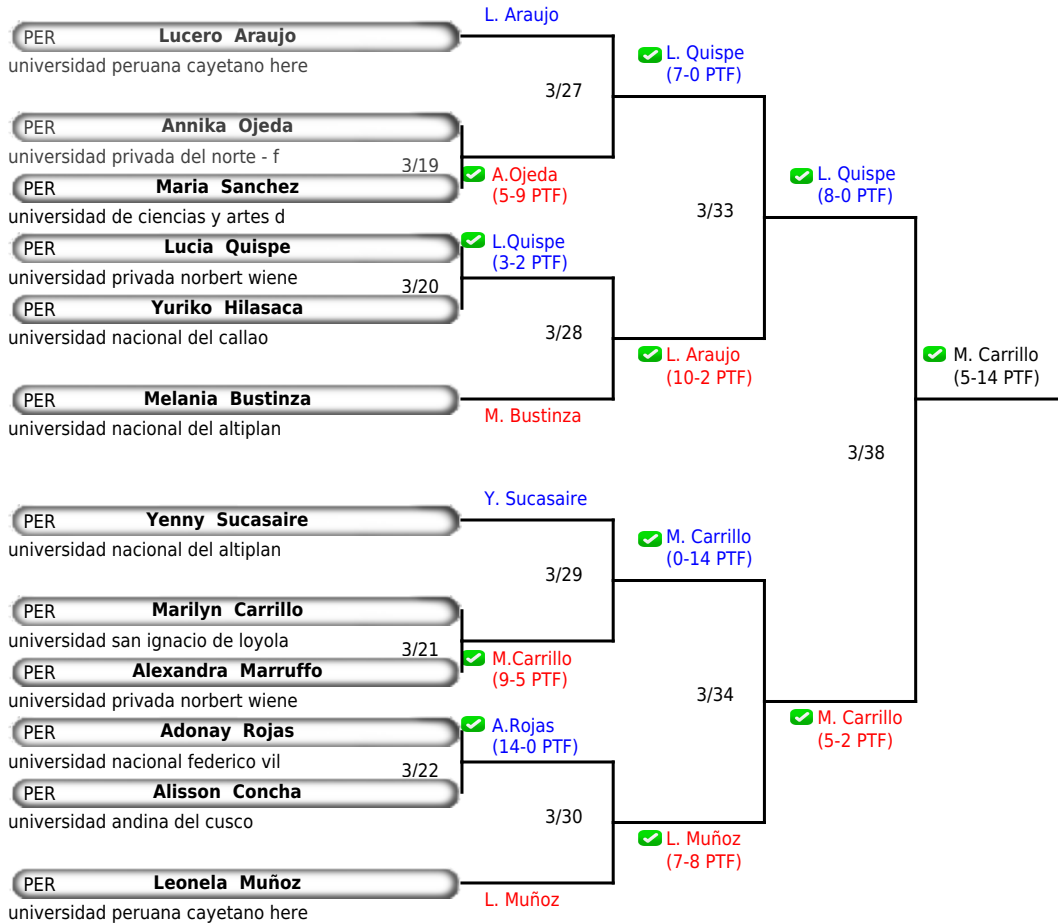 L. Araujo
PER Lucero Araujo
universidad peruana cayetano here
L. Quispe
(7-0 PTF)
3/27
PER Annika Ojeda
universidad privada del norte - f
3/19
A.Ojeda
(5-9 PTF)
PER Maria Sanchez
universidad de ciencias y artes d
L. Quispe
(8-0 PTF)
3/33
PER Lucia Quispe
universidad privada norbert wiene
L.Quispe
(3-2 PTF)
3/20
PER Yuriko Hilasaca
universidad nacional del callao
3/28
L. Araujo
(10-2 PTF)
M. Carrillo
(5-14 PTF)
PER Melania Bustinza
universidad nacional del altiplan
M. Bustinza
3/38
Y. Sucasaire
PER Yenny Sucasaire
universidad nacional del altiplan
M. Carrillo
(0-14 PTF)
3/29
PER Marilyn Carrillo
universidad san ignacio de loyola
3/21
M.Carrillo
(9-5 PTF)
PER Alexandra Marruffo
universidad privada norbert wiene
3/34
M. Carrillo
(5-2 PTF)
PER Adonay Rojas
universidad nacional federico vil
A.Rojas
(14-0 PTF)
3/22
PER Alisson Concha
universidad andina del cusco
3/30
L. Muñoz
(7-8 PTF)
PER Leonela Muñoz
universidad peruana cayetano here
L. Muñoz